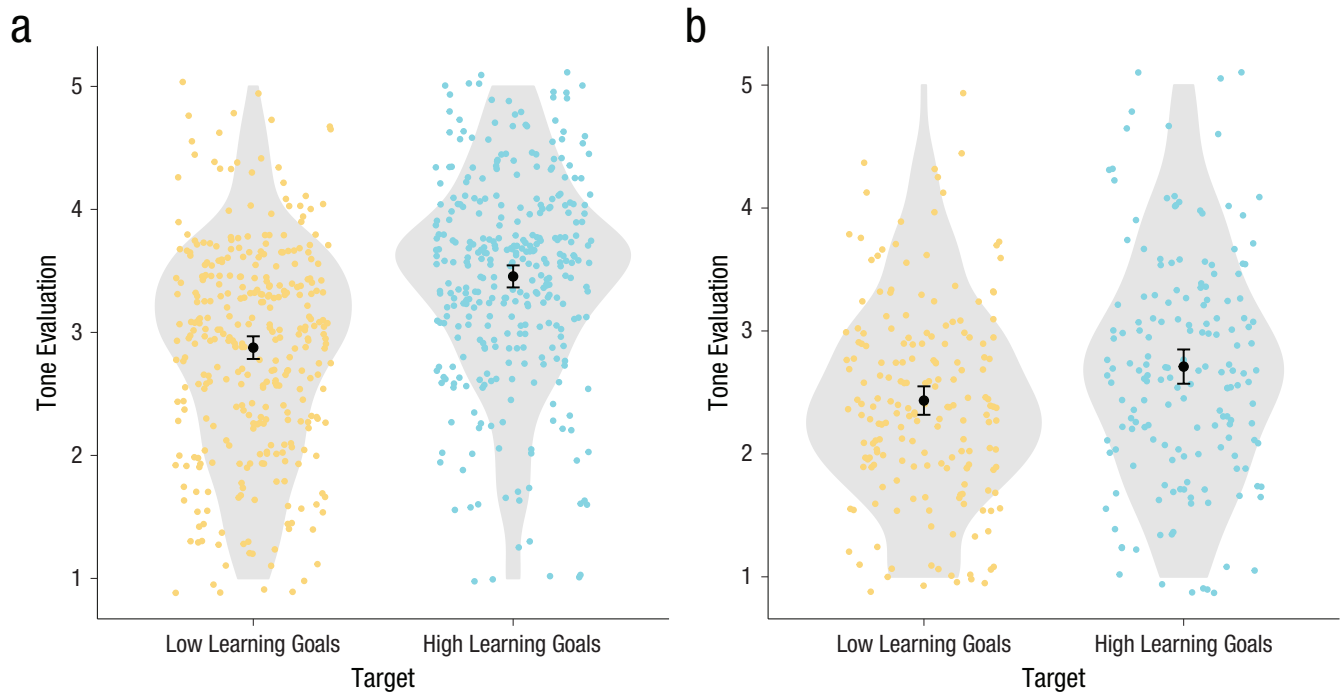 a
Tone Evaluation
5
4
3
2
1
Low Learning Goals
High Learning Goals
Target
b
Tone Evaluation
5
4
3
2
1
Low Learning Goals
High Learning Goals
Target